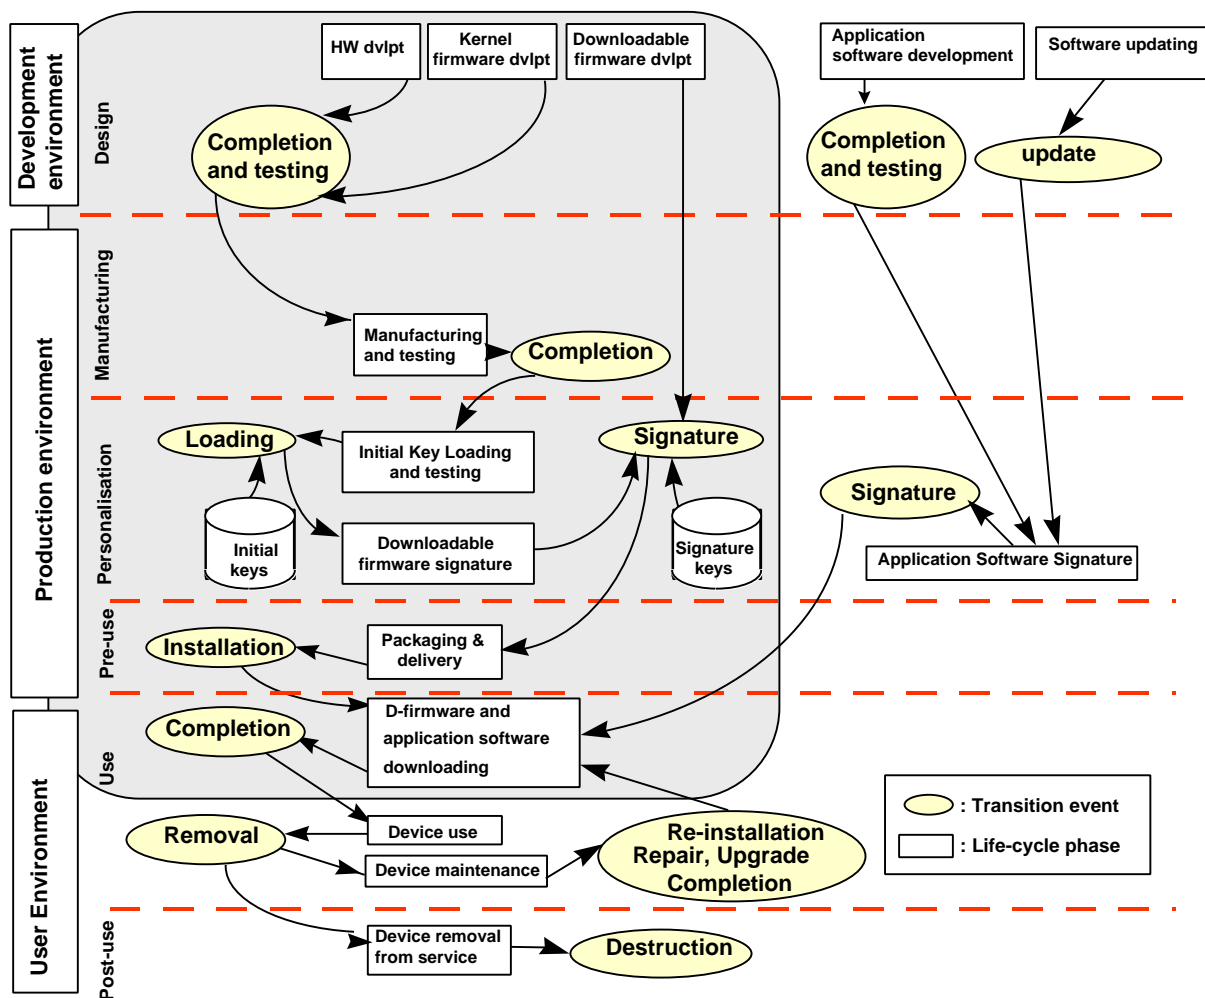 Development
environment
Design
HW dvlpt
Kernel
firmware dvlpt
Downloadable
firmware dvlpt
Application
software development
Software updating
Completion
and testing
Completion
and testing
update
Production environment
Manufacturing
Manufacturing
and testing
Completion
Personalisation
Loading
Initial Key Loading
and testing
Signature
Signature
Initial
keys
Downloadable
firmware signature
Signature
keys
Application Software Signature
Pre-use
Installation
Packaging &
delivery
User Environment
Use
Completion
D-firmware and
application software
downloading
Removal
Device use
Device maintenance
Re-installation
Repair, Upgrade
Completion
: Transition event
: Life-cycle phase
Post-use
Device removal
from service
Destruction